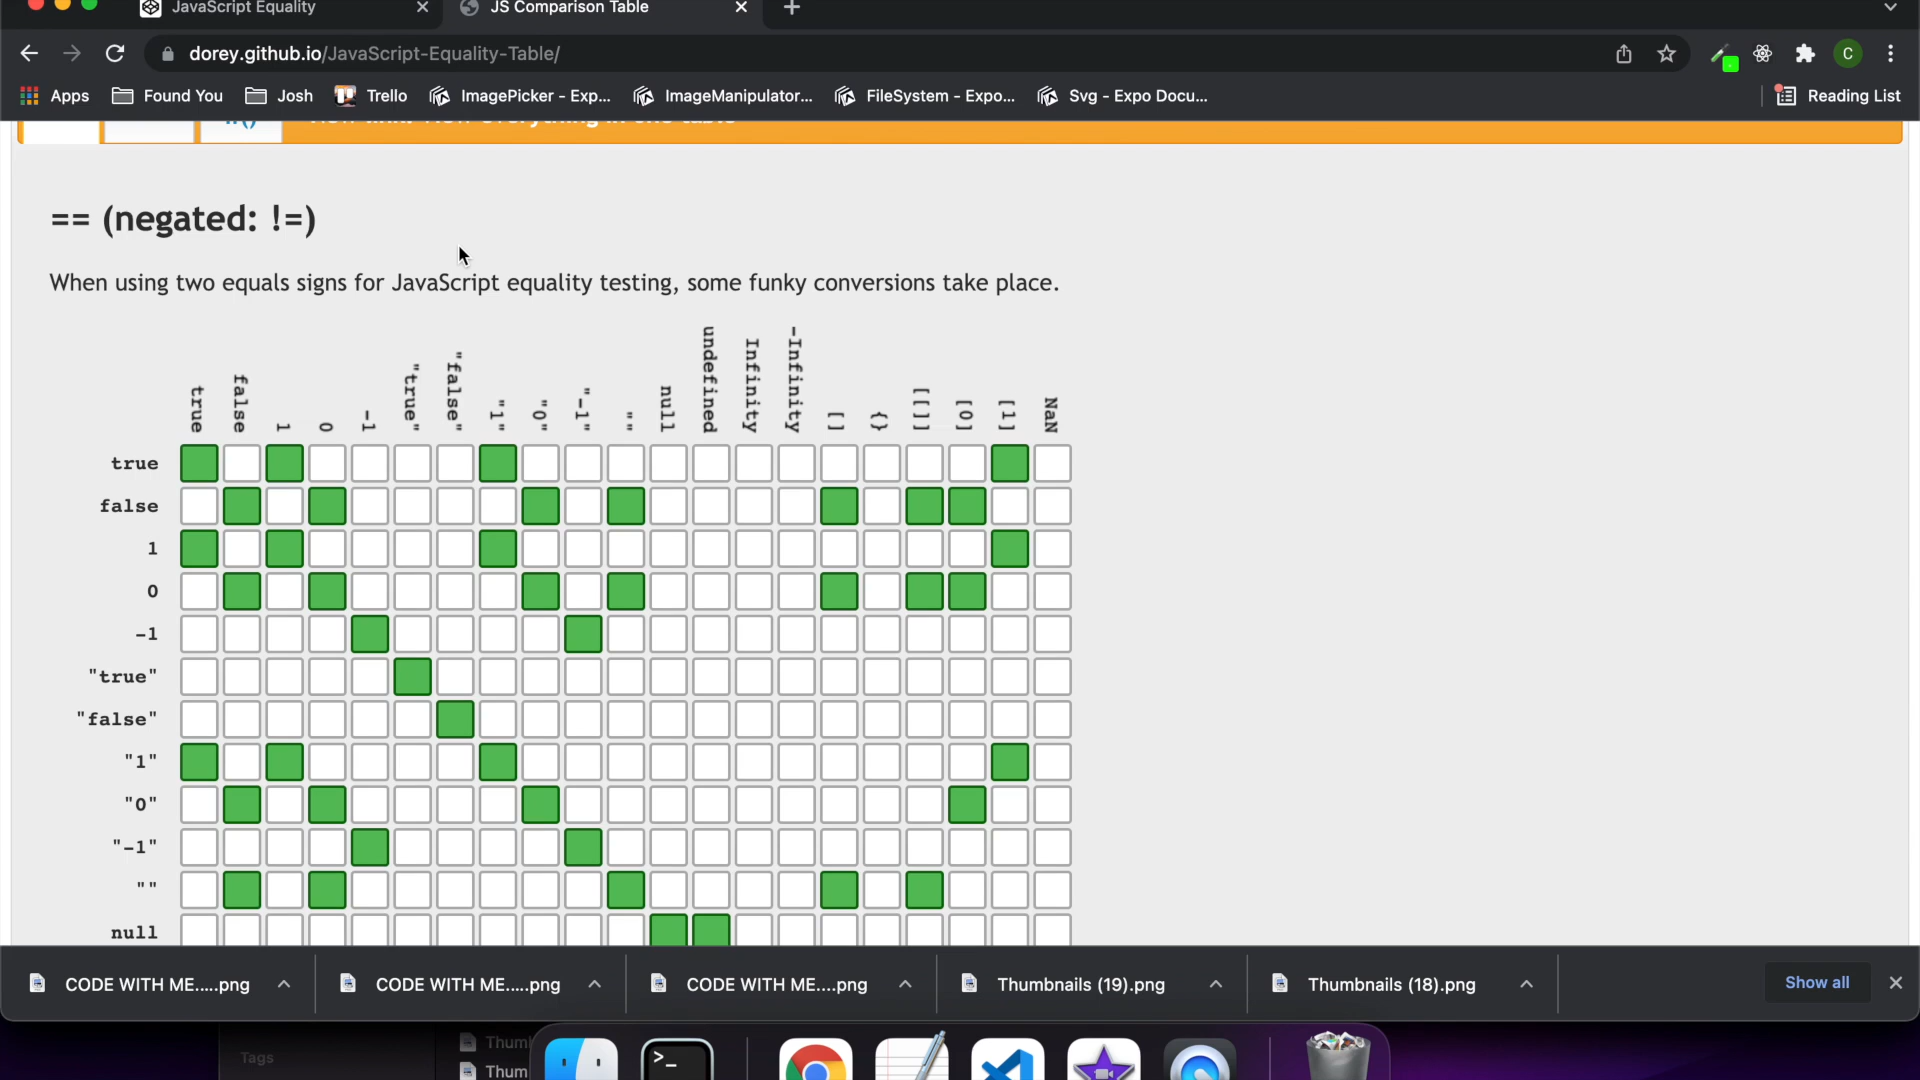 JavaScript Equality
JS Comparison Table
dorey.github.io/JavaScript-Equality-Table/
C
Apps
Found You
Josh
Trello
ImagePicker - Exp...
ImageManipulator...
FileSystem - Expo...
Svg - Expo Docu...
Reading List
== (negated: !=)
When using two equals signs for JavaScript equality testing, some funky conversions take place.
true
false
1
0
-1
"true"
"false"
"1"
"0"
"-1"
""
null
undefined
Infinity
-Infinity
[]
{}
[[]]
[0]
[1]
NaN
true
false
1
0
-1
"true"
"false"
"1"
"0"
"-1"
""
null
CODE WITH ME.....png
CODE WITH ME.....png
CODE WITH ME....png
Thumbnails (19).png
Thumbnails (18).png
Show all
Tags
Thum
Thum
>_